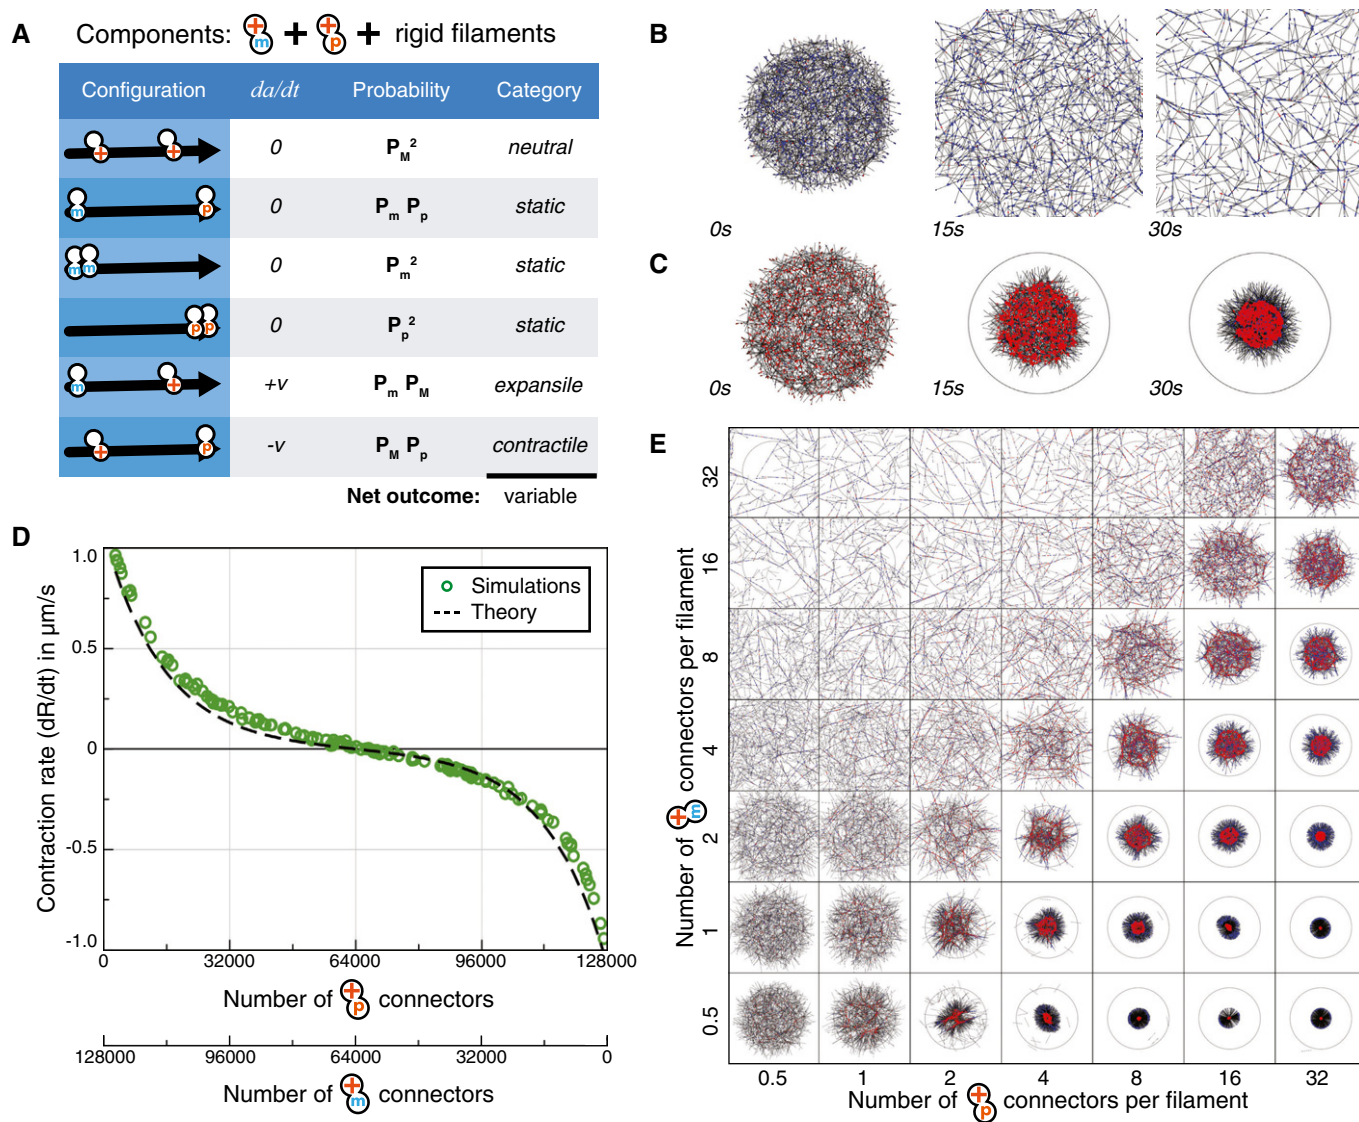 A Components: + m + + p + rigid filaments
Configuration da/dt Probability Category
+ + 0 P_M^2 neutral
m p 0 P_m P_p static
m m 0 P_m^2 static
p p 0 P_p^2 static
m + +v P_m P_M expansile
+ p -v P_M P_p contractile
Net outcome: variable
B
0s 15s 30s
C
0s 15s 30s
D
1.0
0.5
0
-0.5
-1.0
Contraction rate (dR/dt) in µm/s
Simulations
Theory
0 32000 64000 96000 128000
Number of + p connectors
128000 96000 64000 32000 0
Number of + m connectors
E
32
16
8
4
2
1
0.5
Number of + m connectors per filament
0.5 1 2 4 8 16 32
Number of + p connectors per filament